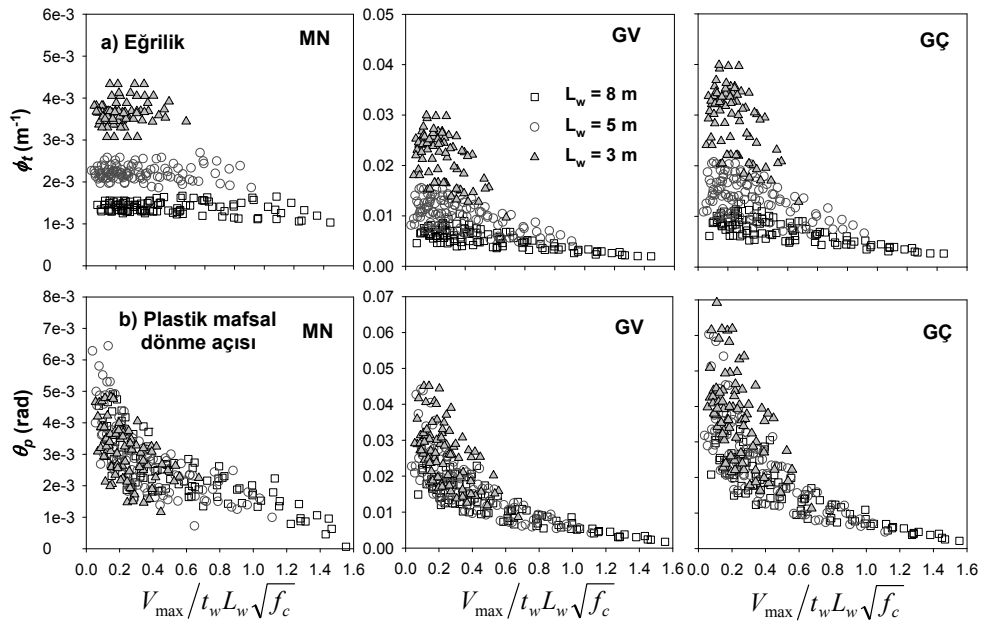 6e-3
5e-3
4e-3
3e-3
2e-3
1e-3
0
ϕt (m-1)
a) Eğrilik
MN
0.05
0.04
0.03
0.02
0.01
0.00
GV
Lw = 8 m
Lw = 5 m
Lw = 3 m
GÇ
8e-3
7e-3
6e-3
5e-3
4e-3
3e-3
2e-3
1e-3
0
θp (rad)
b) Plastik mafsal
dönme açısı
MN
0.07
0.06
0.05
0.04
0.03
0.02
0.01
0.00
GV
GÇ
0.0 0.2 0.4 0.6 0.8 1.0 1.2 1.4 1.6
0.0 0.2 0.4 0.6 0.8 1.0 1.2 1.4 1.6
0.0 0.2 0.4 0.6 0.8 1.0 1.2 1.4 1.6
Vmax/twLw√fc
Vmax/twLw√fc
Vmax/twLw√fc